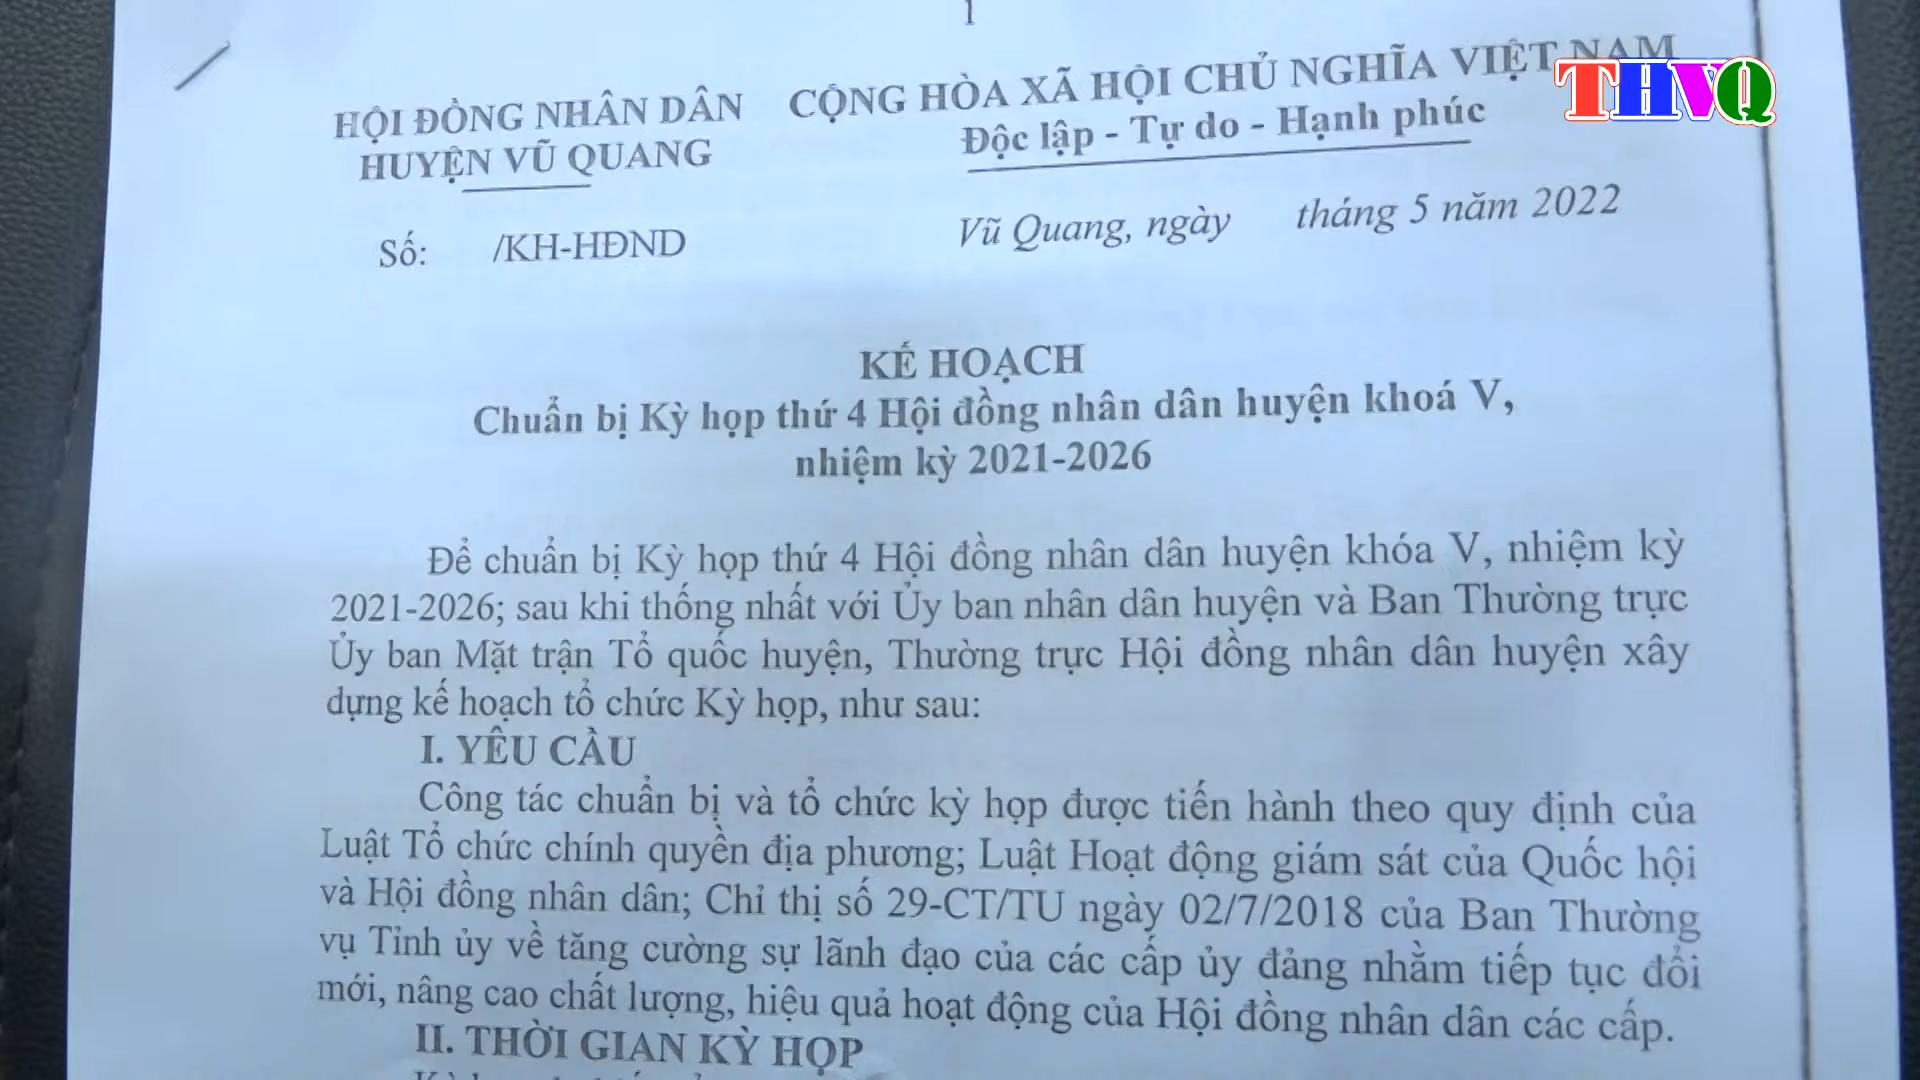 1
HỘI ĐỒNG NHÂN DÂN
HUYỆN VŨ QUANG
CỘNG HÒA XÃ HỘI CHỦ NGHĨA VIỆT NAM
Độc lập - Tự do - Hạnh phúc
THVQ
Số: /KH-HĐND
Vũ Quang, ngày tháng 5 năm 2022
KẾ HOẠCH
Chuẩn bị Kỳ họp thứ 4 Hội đồng nhân dân huyện khoá V,
nhiệm kỳ 2021-2026
Để chuẩn bị Kỳ họp thứ 4 Hội đồng nhân dân huyện khóa V, nhiệm kỳ
2021-2026; sau khi thống nhất với Ủy ban nhân dân huyện và Ban Thường trực
Ủy ban Mặt trận Tổ quốc huyện, Thường trực Hội đồng nhân dân huyện xây
dựng kế hoạch tổ chức Kỳ họp, như sau:
I. YÊU CẦU
Công tác chuẩn bị và tổ chức kỳ họp được tiến hành theo quy định của
Luật Tổ chức chính quyền địa phương; Luật Hoạt động giám sát của Quốc hội
và Hội đồng nhân dân; Chỉ thị số 29-CT/TU ngày 02/7/2018 của Ban Thường
vụ Tỉnh ủy về tăng cường sự lãnh đạo của các cấp ủy đảng nhằm tiếp tục đổi
mới, nâng cao chất lượng, hiệu quả hoạt động của Hội đồng nhân dân các cấp.
II. THỜI GIAN KỲ HỌP